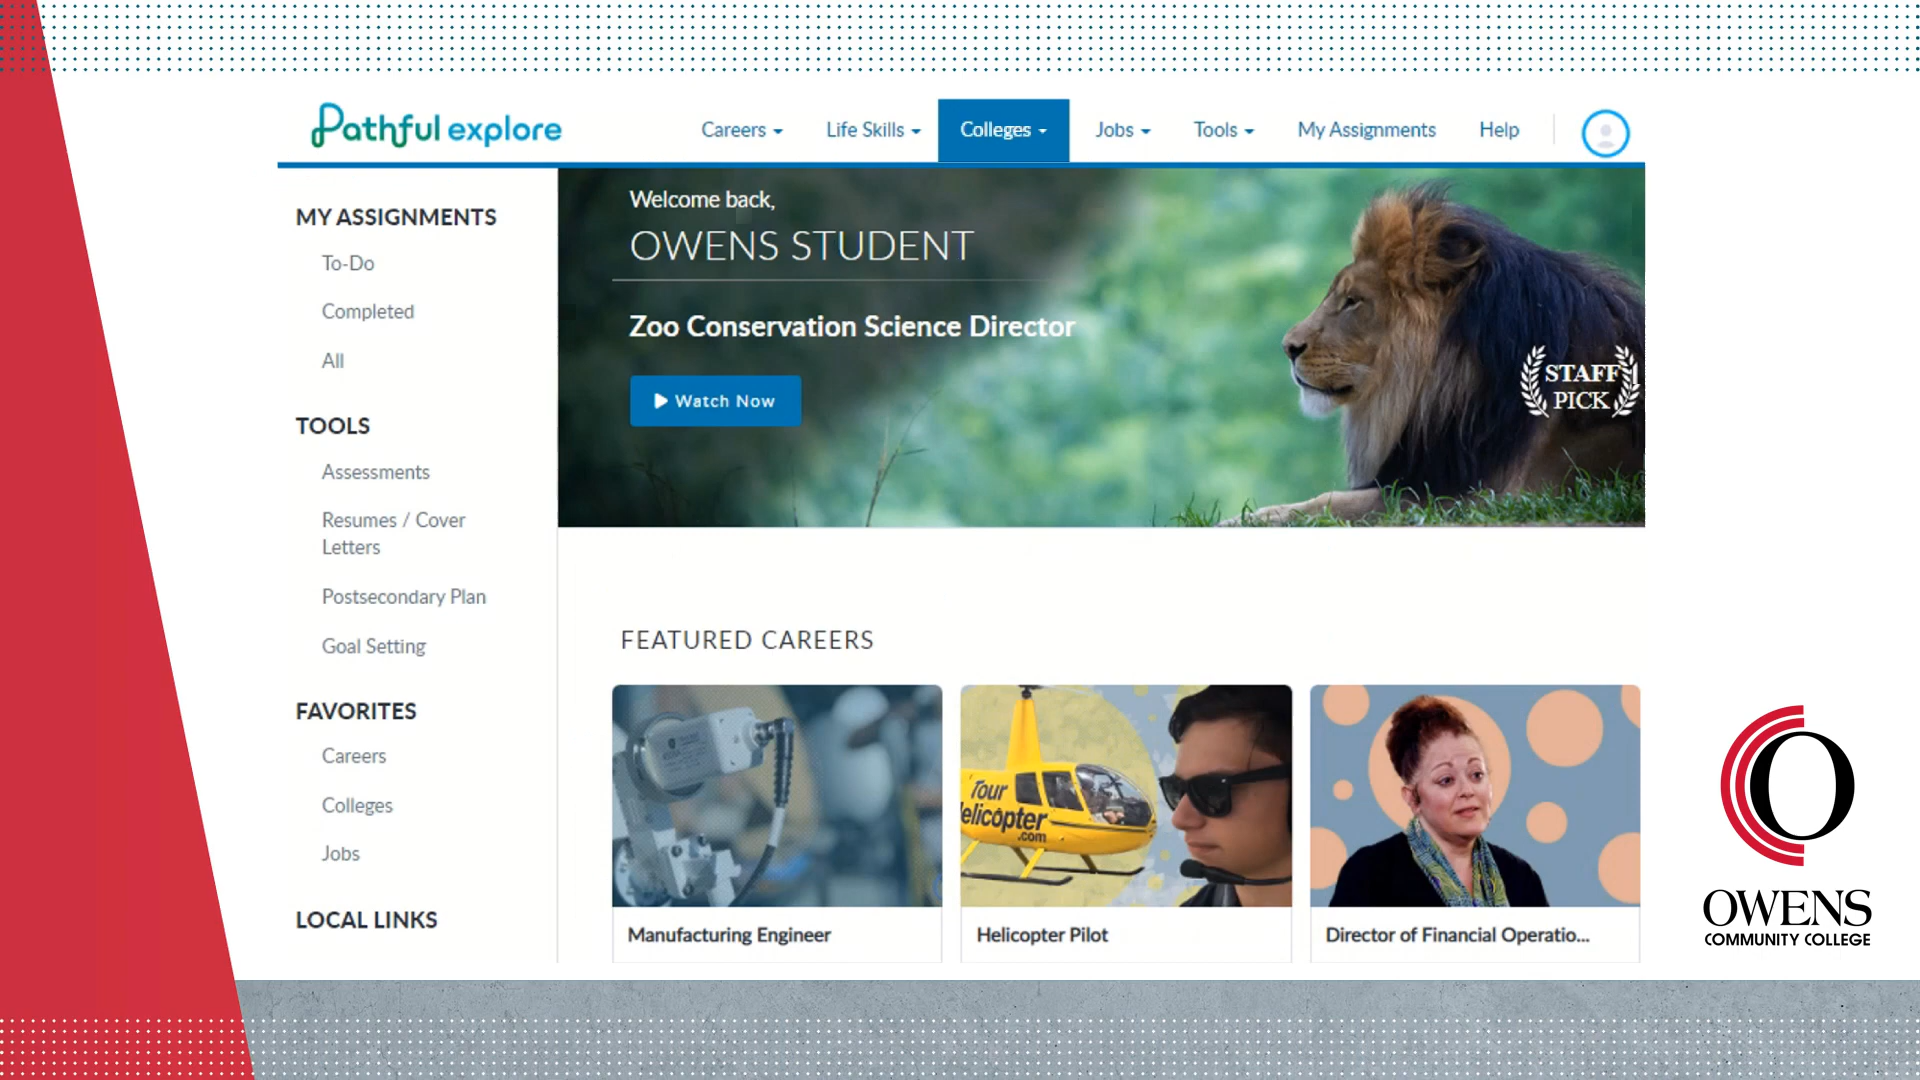 Pathful explore
Careers
Life Skills
Colleges
Jobs
Tools
My Assignments
Help
MY ASSIGNMENTS
To-Do
Completed
All
TOOLS
Assessments
Resumes / Cover
Letters
Postsecondary Plan
Goal Setting
FAVORITES
Careers
Colleges
Jobs
LOCAL LINKS
Welcome back,
OWENS STUDENT
Zoo Conservation Science Director
Watch Now
STAFF
PICK
FEATURED CAREERS
Tour
elicopter
.com
Manufacturing Engineer
Helicopter Pilot
Director of Financial Operatio...
OWENS
COMMUNITY COLLEGE